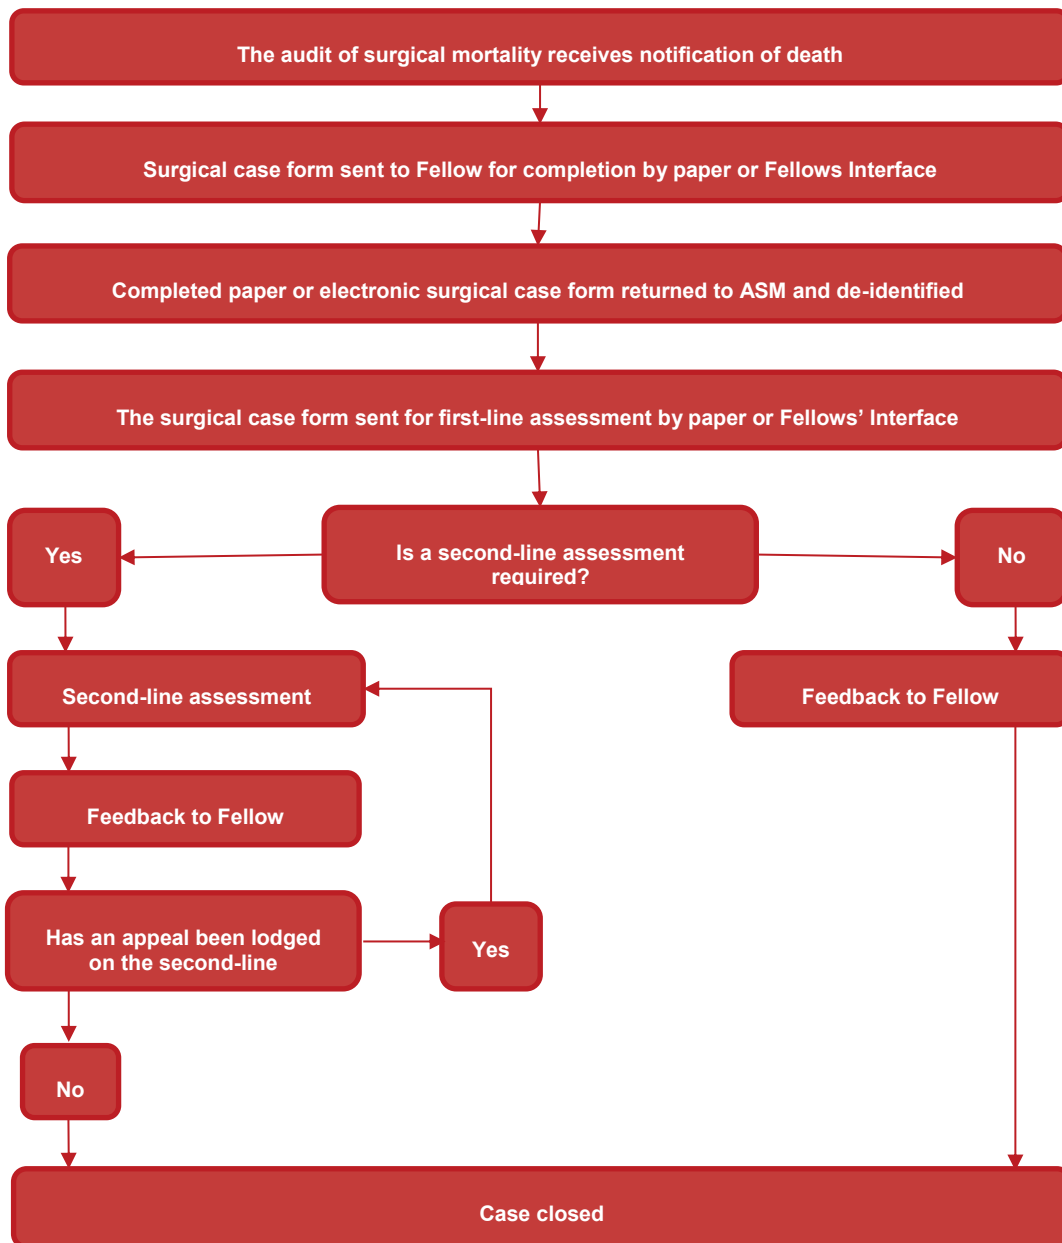 The audit of surgical mortality receives notification of death
Surgical case form sent to Fellow for completion by paper or Fellows Interface
Completed paper or electronic surgical case form returned to ASM and de-identified
The surgical case form sent for first-line assessment by paper or Fellows’ Interface
Yes
Is a second-line assessment
required?
No
Second-line assessment
Feedback to Fellow
Feedback to Fellow
Has an appeal been lodged
on the second-line
Yes
No
Case closed